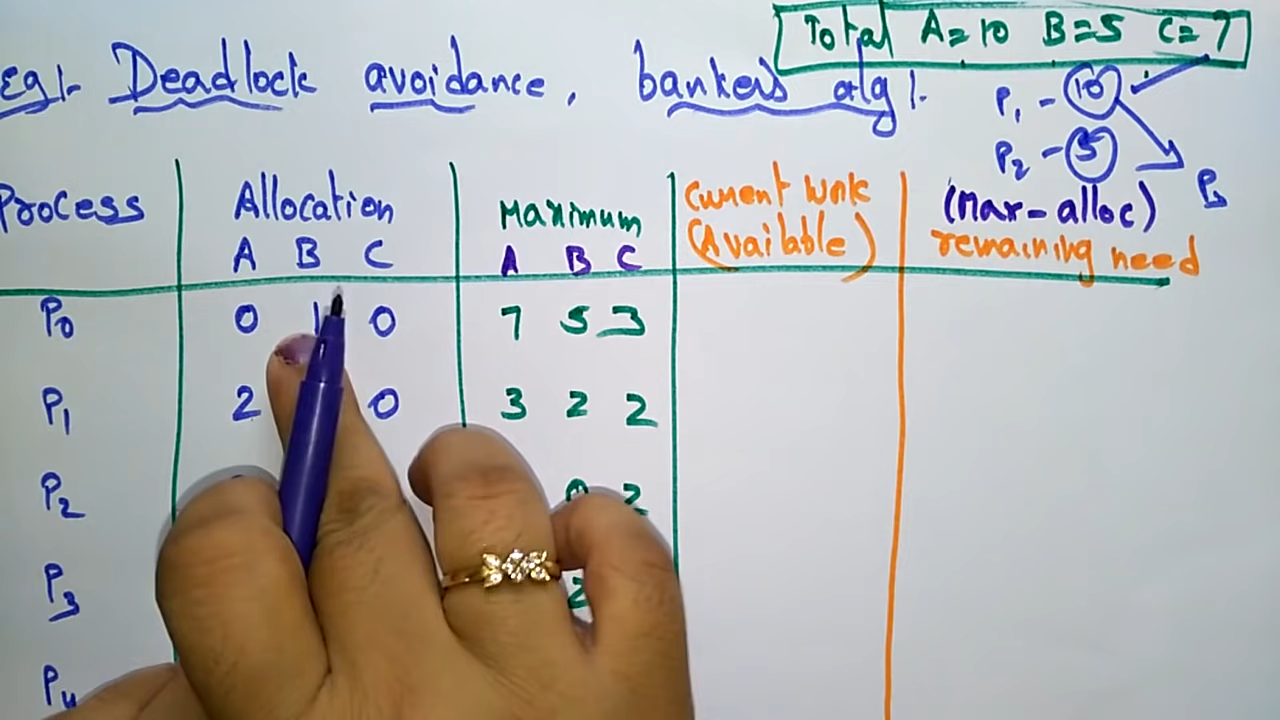 Total A=10 B=5 C=7
Eg1:- Deadlock avoidance, bankers alg1:-
P1 - 10
P2 - 5
P3
Process Allocation Maximum Current Work (Max-alloc)
A B C A B C (Available) remaining need
P0 0 1 0 7 5 3
P1 2 0 3 2 2
P2 0 2
P3 2
P4